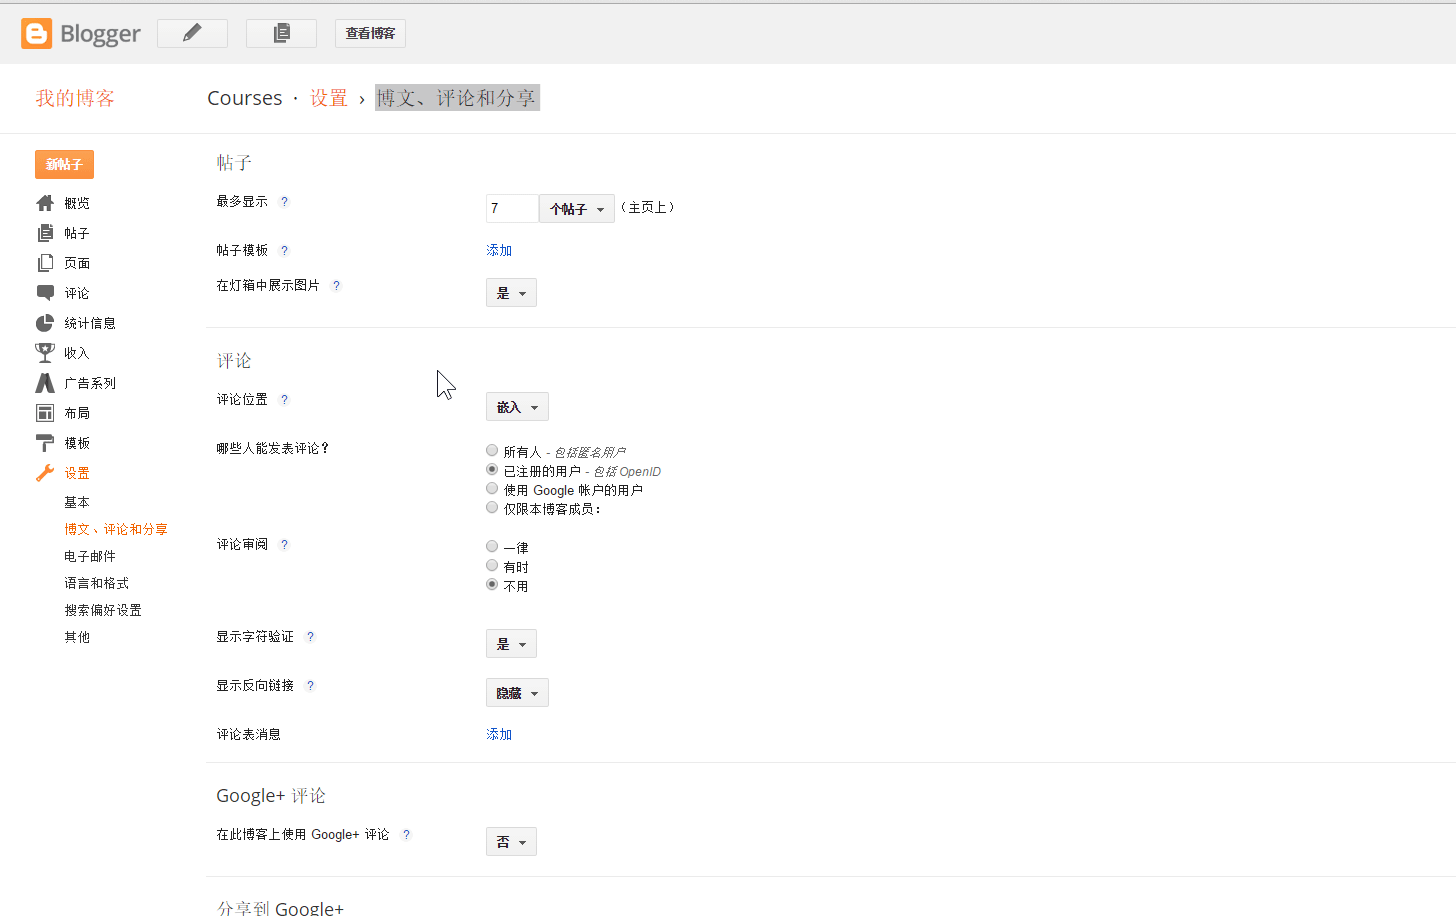 Blogger
查看博客
我的博客
Courses · 设置 › 博文、评论和分享
新帖子
概览
帖子
页面
评论
统计信息
收入
广告系列
布局
模板
设置
基本
博文、评论和分享
电子邮件
语言和格式
搜索偏好设置
其他
帖子
最多显示 ? 7 个帖子 (主页上)
帖子模板 ? 添加
在灯箱中展示图片 ? 是
评论
评论位置 ? 嵌入
哪些人能发表评论?
所有人 - 包括匿名用户
已注册的用户 - 包括 OpenID
使用 Google 帐户的用户
仅限本博客成员:
评论审阅 ?
一律
有时
不用
显示字符验证 ? 是
显示反向链接 ? 隐藏
评论表消息 添加
Google+ 评论
在此博客上使用 Google+ 评论 ? 否
分享到 Google+